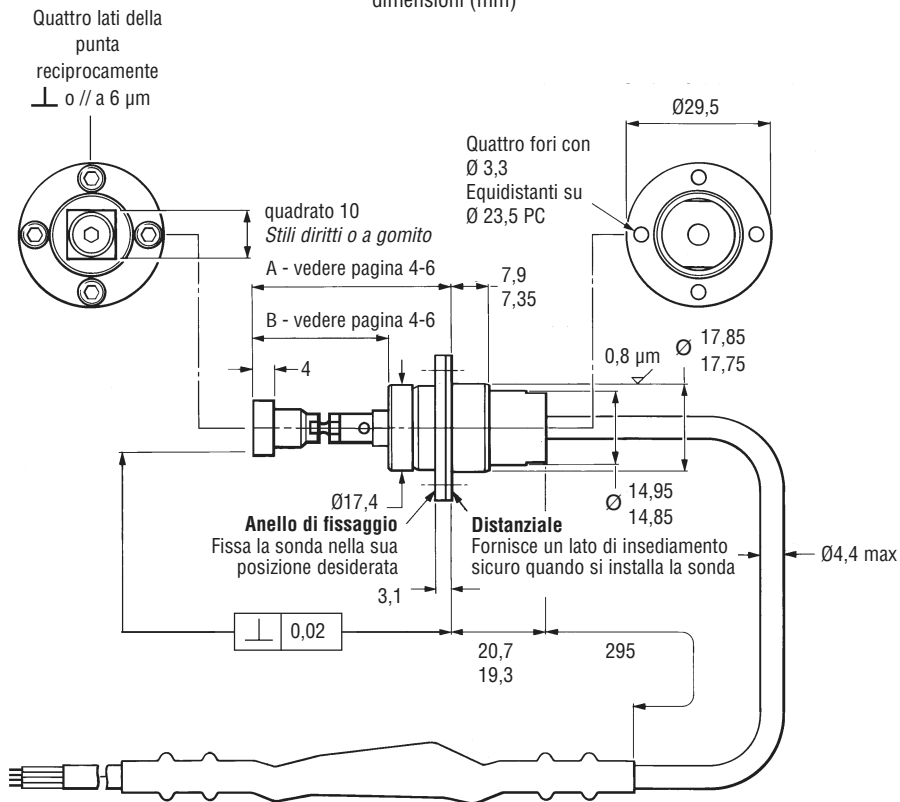 dimensioni (mm)
Quattro lati della
punta
reciprocamente
⊥ o // a 6 µm
Ø29,5
Quattro fori con
Ø 3,3
Equidistanti su
Ø 23,5 PC
quadrato 10
Stili diritti o a gomito
A - vedere pagina 4-6
7,9
7,35
B - vedere pagina 4-6
4
0,8 µm
Ø 17,85
17,75
Ø17,4
Ø 14,95
14,85
Anello di fissaggio
Fissa la sonda nella sua
posizione desiderata
Distanziale
Fornisce un lato di insediamento
sicuro quando si installa la sonda
Ø4,4 max
3,1
⊥ 0,02
20,7
19,3
295